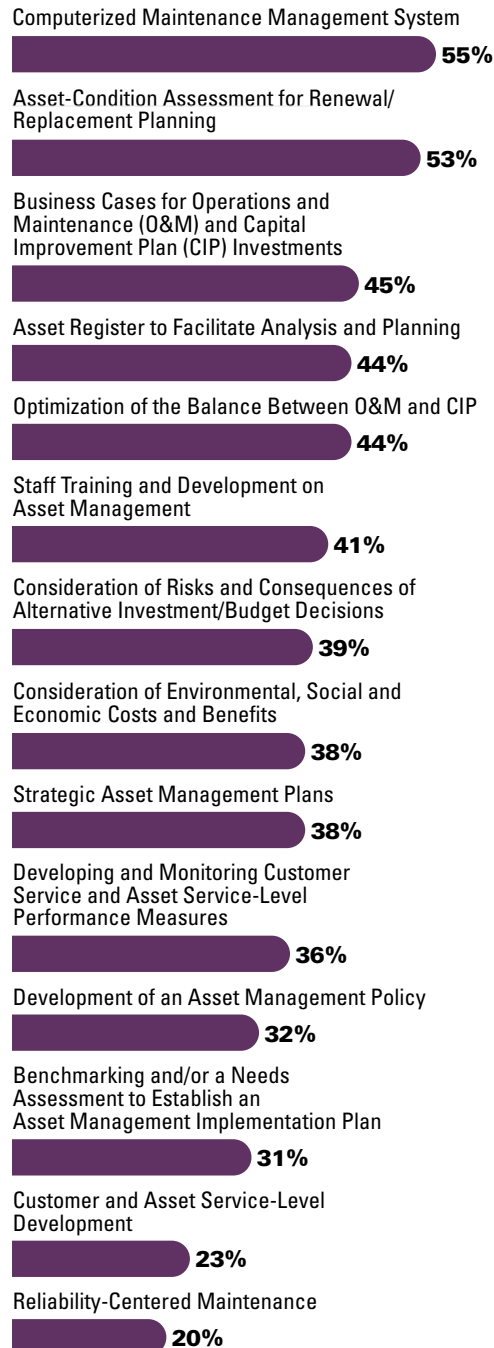 Computerized Maintenance Management System
55%
Asset-Condition Assessment for Renewal/
Replacement Planning
53%
Business Cases for Operations and
Maintenance (O&M) and Capital
Improvement Plan (CIP) Investments
45%
Asset Register to Facilitate Analysis and Planning
44%
Optimization of the Balance Between O&M and CIP
44%
Staff Training and Development on
Asset Management
41%
Consideration of Risks and Consequences of
Alternative Investment/Budget Decisions
39%
Consideration of Environmental, Social and
Economic Costs and Benefits
38%
Strategic Asset Management Plans
38%
Developing and Monitoring Customer
Service and Asset Service-Level
Performance Measures
36%
Development of an Asset Management Policy
32%
Benchmarking and/or a Needs
Assessment to Establish an
Asset Management Implementation Plan
31%
Customer and Asset Service-Level
Development
23%
Reliability-Centered Maintenance
20%